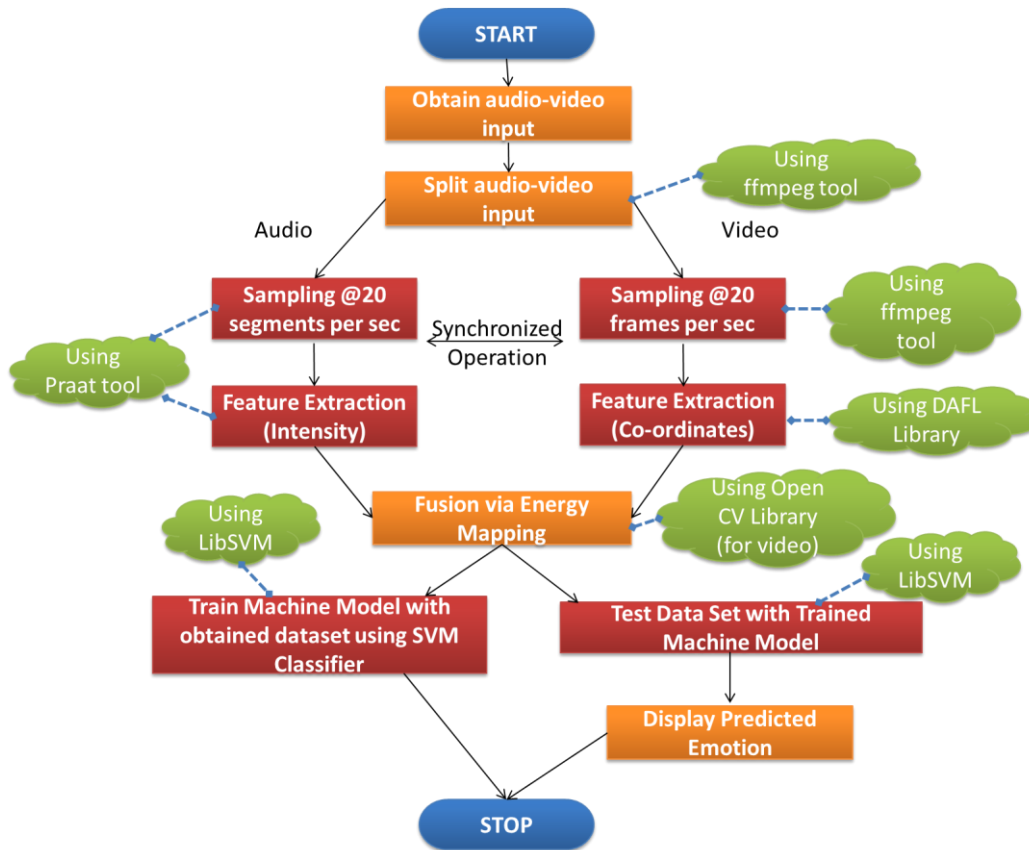 START
Obtain audio-video
input
Split audio-video
input
Using
ffmpeg tool
Audio
Video
Sampling @20
segments per sec
Synchronized
Operation
Sampling @20
frames per sec
Using
ffmpeg
tool
Using
Praat tool
Feature Extraction
(Intensity)
Feature Extraction
(Co-ordinates)
Using DAFL
Library
Fusion via Energy
Mapping
Using Open
CV Library
(for video)
Using
LibSVM
Using
LibSVM
Train Machine Model with
obtained dataset using SVM
Classifier
Test Data Set with Trained
Machine Model
Display Predicted
Emotion
STOP